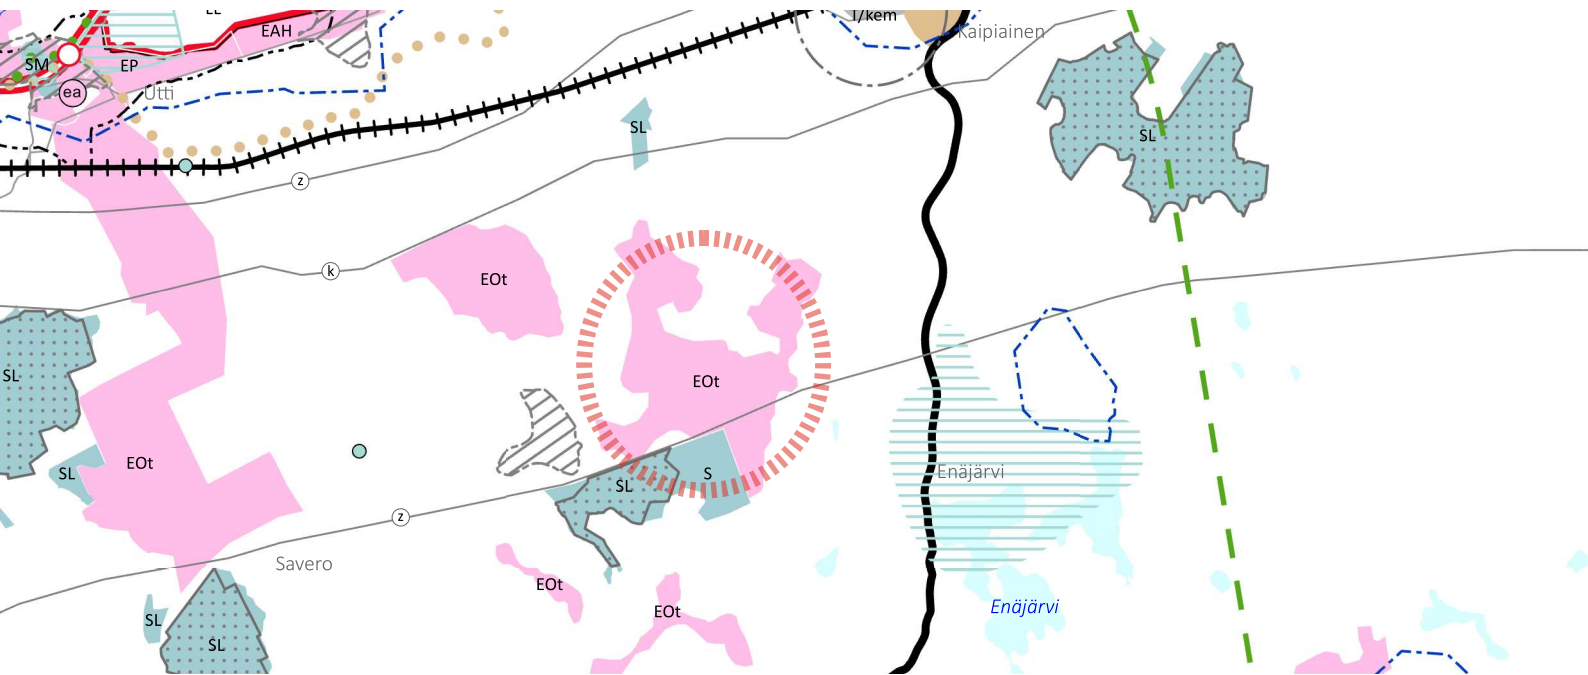 EAH
T/kem
Kaipiainen
SM
EP
ea
Utti
SL
SL
z
k
EOt
SL
EOt
SL
EOt
S
SL
Enäjärvi
z
Savero
EOt
Enäjärvi
EOt
SL
SL